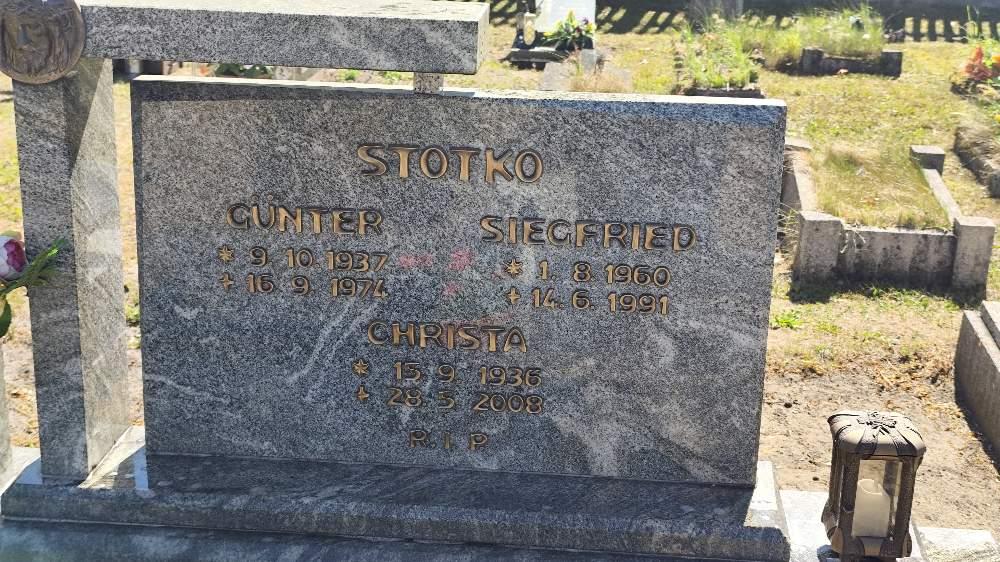 STOTKO
GÜNTER SIEGFRIED
* 9. 10. 1937 * 1. 8. 1960
+ 16. 9. 1974 + 14. 6. 1991
CHRISTA
* 15. 9. 1936
+ 28. 5. 2008
R. I. P.